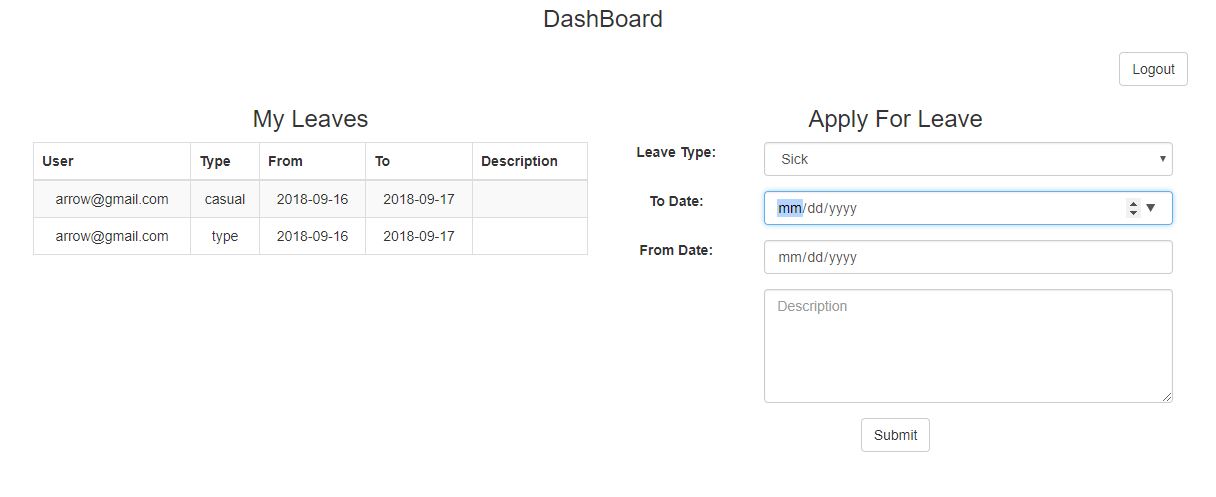 DashBoard
Logout
My Leaves
User Type From To Description
arrow@gmail.com casual 2018-09-16 2018-09-17
arrow@gmail.com type 2018-09-16 2018-09-17
Apply For Leave
Leave Type: Sick
To Date: mm/dd/yyyy
From Date: mm/dd/yyyy
Description
Submit